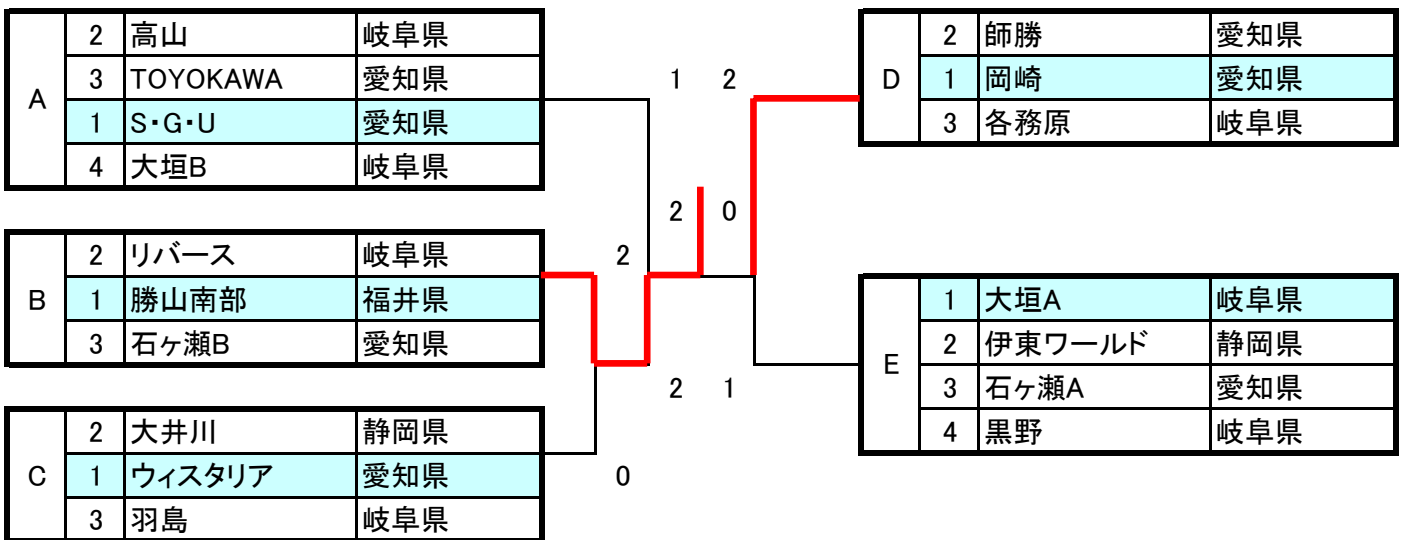 A
2 高山 岐阜県
3 TOYOKAWA 愛知県
1 S・G・U 愛知県
4 大垣B 岐阜県
B
2 リバース 岐阜県
1 勝山南部 福井県
3 石ヶ瀬B 愛知県
C
2 大井川 静岡県
1 ウィスタリア 愛知県
3 羽島 岐阜県
1 2
2 0
2
2 1
0
D
2 師勝 愛知県
1 岡崎 愛知県
3 各務原 岐阜県
E
1 大垣A 岐阜県
2 伊東ワールド 静岡県
3 石ヶ瀬A 愛知県
4 黒野 岐阜県